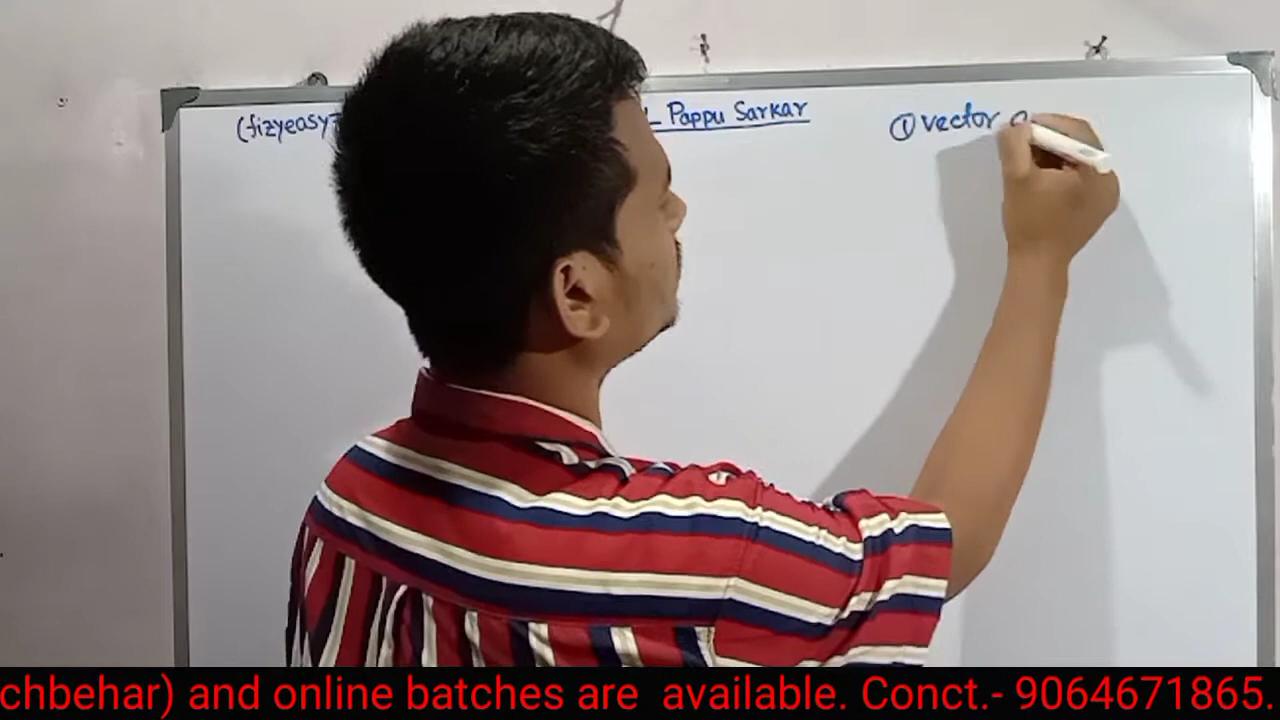 (fizyeasy
Pappu Sarkar
① vector
chbehar) and online batches are available. Conct.- 9064671865.